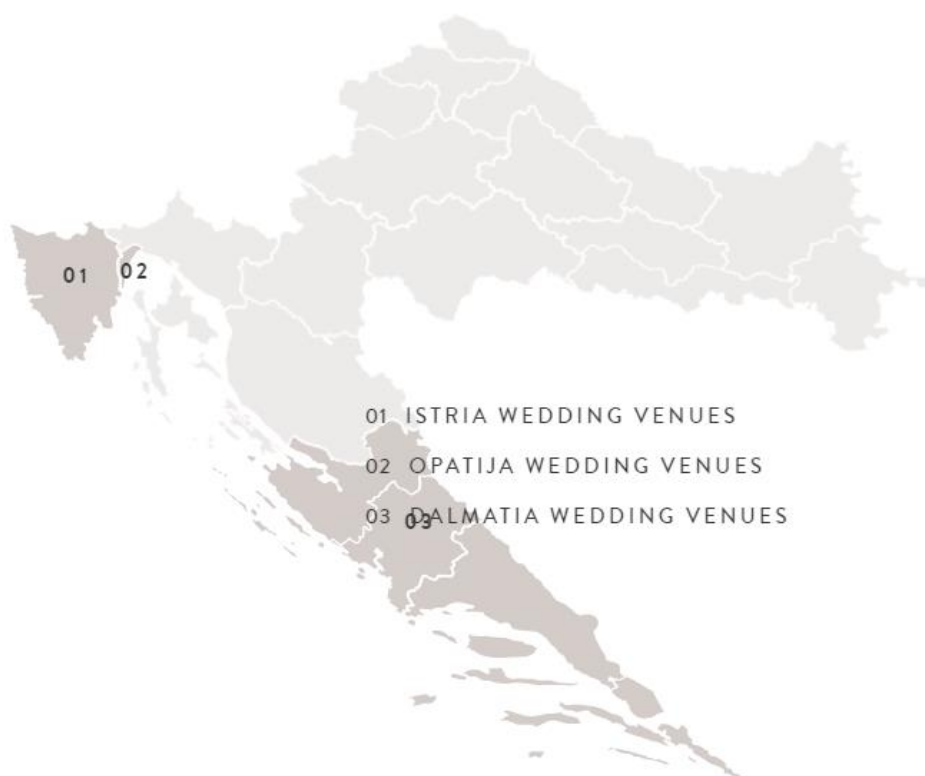 01
02
01 ISTRIA WEDDING VENUES
02 OPATIJA WEDDING VENUES
03 DALMATIA WEDDING VENUES
03